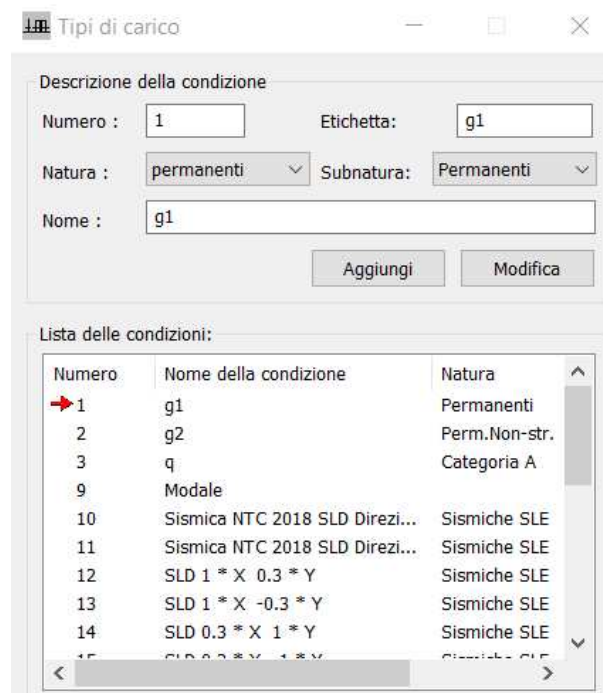 Tipi di carico
Descrizione della condizione
Numero : 1 Etichetta: g1
Natura : permanenti Subnatura: Permanenti
Nome : g1
Aggiungi Modifica
Lista delle condizioni:
Numero Nome della condizione Natura
1 g1 Permanenti
2 g2 Perm.Non-str.
3 q Categoria A
9 Modale
10 Sismica NTC 2018 SLD Direzi... Sismiche SLE
11 Sismica NTC 2018 SLD Direzi... Sismiche SLE
12 SLD 1 * X 0.3 * Y Sismiche SLE
13 SLD 1 * X -0.3 * Y Sismiche SLE
14 SLD 0.3 * X 1 * Y Sismiche SLE